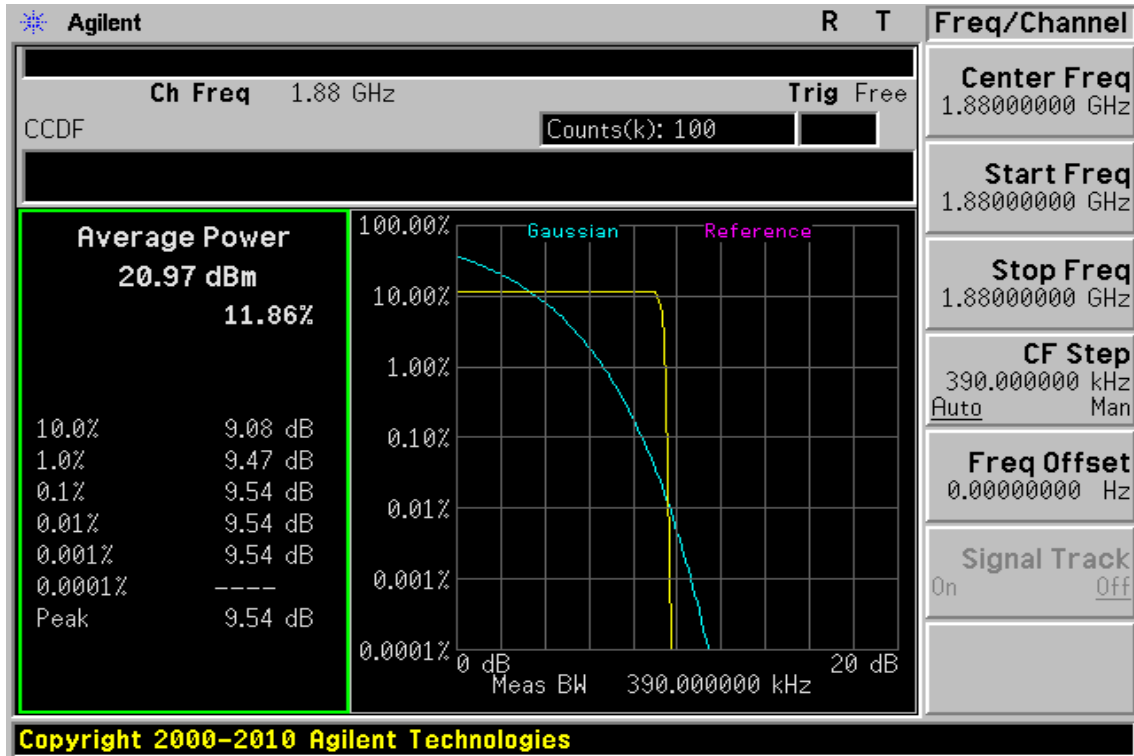 Agilent R T
Ch Freq 1.88 GHz Trig Free
CCDF Counts(k): 100
Average Power
20.97 dBm
11.86%
10.0% 9.08 dB
1.0% 9.47 dB
0.1% 9.54 dB
0.01% 9.54 dB
0.001% 9.54 dB
0.0001% ----
Peak 9.54 dB
Gaussian Reference
100.00%
10.00%
1.00%
0.10%
0.01%
0.001%
0.0001%
0 dB 20 dB
Meas BW 390.000000 kHz
Freq/Channel
Center Freq
1.88000000 GHz
Start Freq
1.88000000 GHz
Stop Freq
1.88000000 GHz
CF Step
390.000000 kHz
Auto Man
Freq Offset
0.00000000 Hz
Signal Track
On Off
Copyright 2000-2010 Agilent Technologies